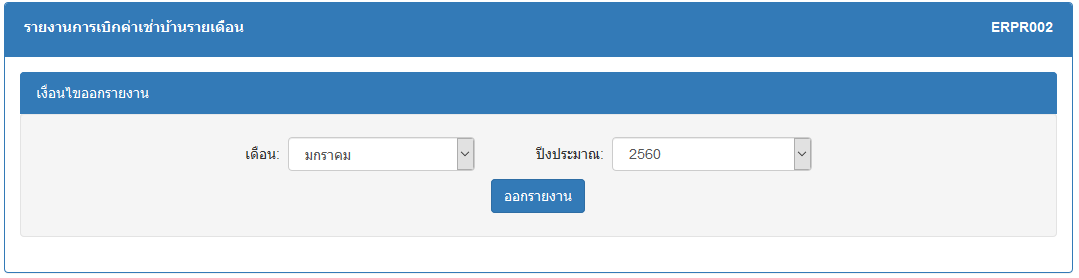 รายงานการเบิกค่าเช่าบ้านรายเดือน ERPR002
เงื่อนไขออกรายงาน
เดือน: มกราคม ปีงประมาณ: 2560
ออกรายงาน